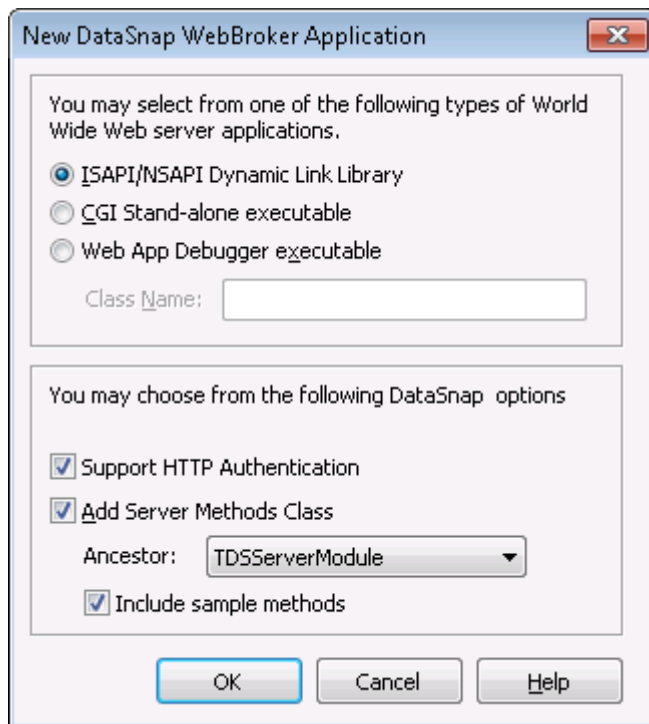 New DataSnap WebBroker Application
You may select from one of the following types of World
Wide Web server applications.
ISAPI/NSAPI Dynamic Link Library
CGI Stand-alone executable
Web App Debugger executable
Class Name:
You may choose from the following DataSnap options
Support HTTP Authentication
Add Server Methods Class
Ancestor: TDSServerModule
Include sample methods
OK Cancel Help